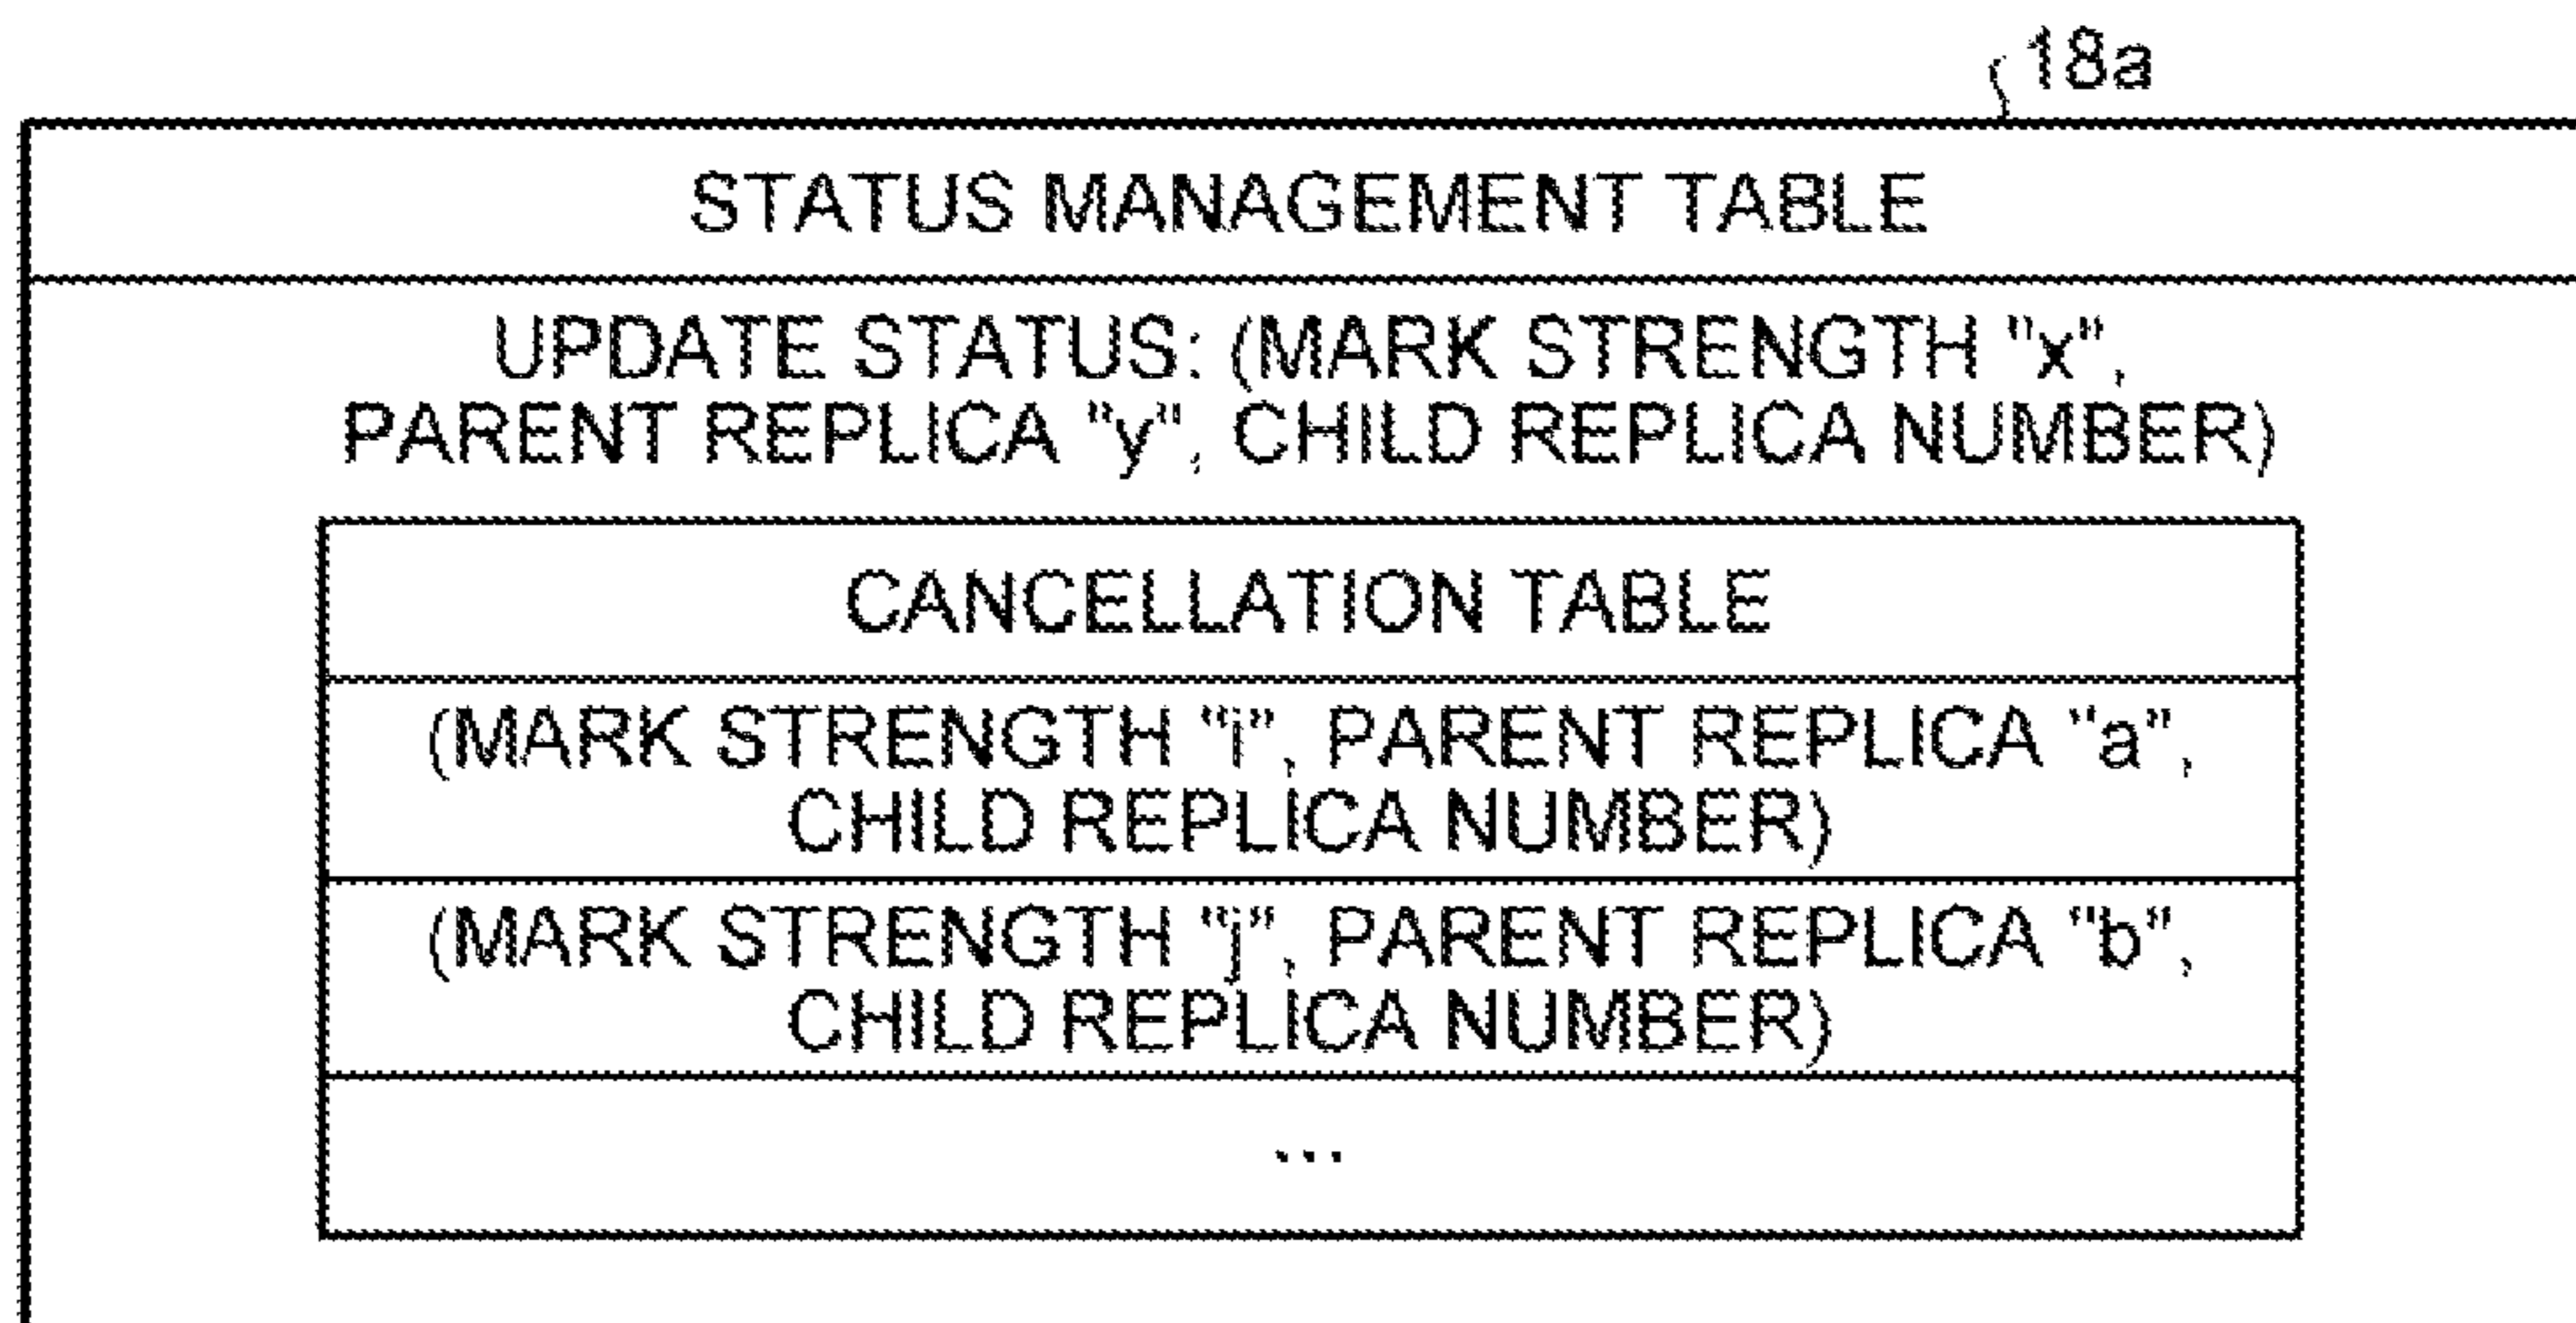 18a
STATUS MANAGEMENT TABLE
UPDATE STATUS: (MARK STRENGTH "x",
PARENT REPLICA "y", CHILD REPLICA NUMBER)
CANCELLATION TABLE
(MARK STRENGTH "i", PARENT REPLICA "a",
CHILD REPLICA NUMBER)
(MARK STRENGTH "j", PARENT REPLICA "b",
CHILD REPLICA NUMBER)
...